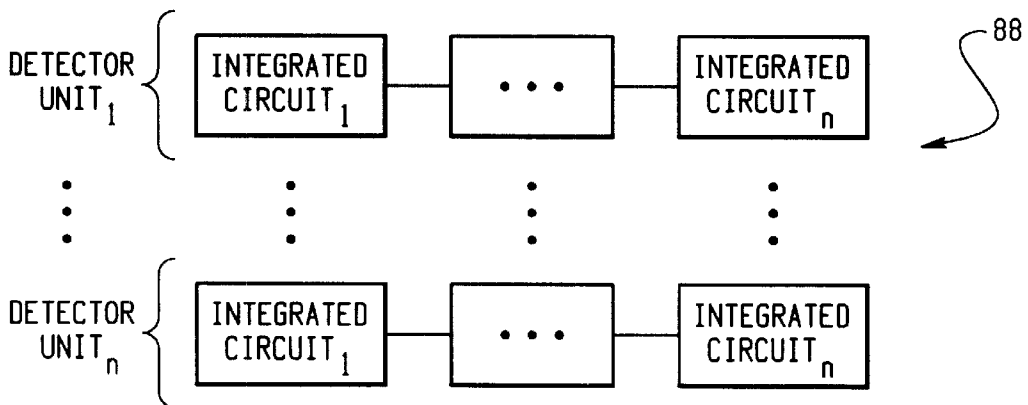 88
DETECTOR
UNIT1
INTEGRATED
CIRCUIT1
• • •
INTEGRATED
CIRCUITn
DETECTOR
UNITn
INTEGRATED
CIRCUIT1
• • •
INTEGRATED
CIRCUITn